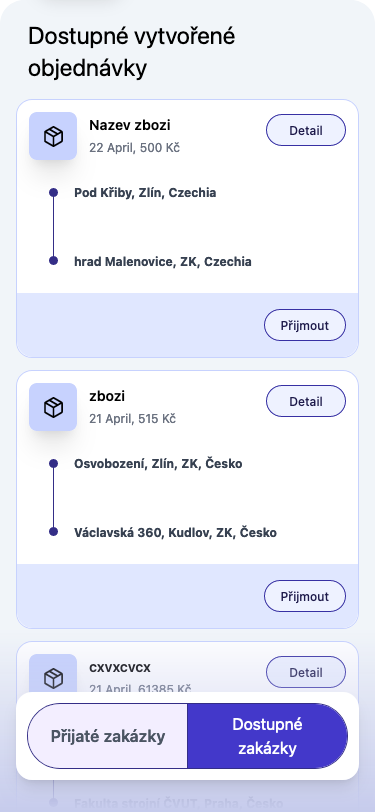 Dostupné vytvořené
objednávky
Nazev zbozi
Detail
22 April, 500 Kč
Pod Křiby, Zlín, Czechia
hrad Malenovice, ZK, Czechia
Přijmout
zbozi
Detail
21 April, 515 Kč
Osvobození, Zlín, ZK, Česko
Václavská 360, Kudlov, ZK, Česko
Přijmout
cxvxcvcx
Detail
21 April, 61385 Kč
Přijaté zakázky
Dostupné
zakázky
Fakulta strojní ČVUT, Praha, Česko